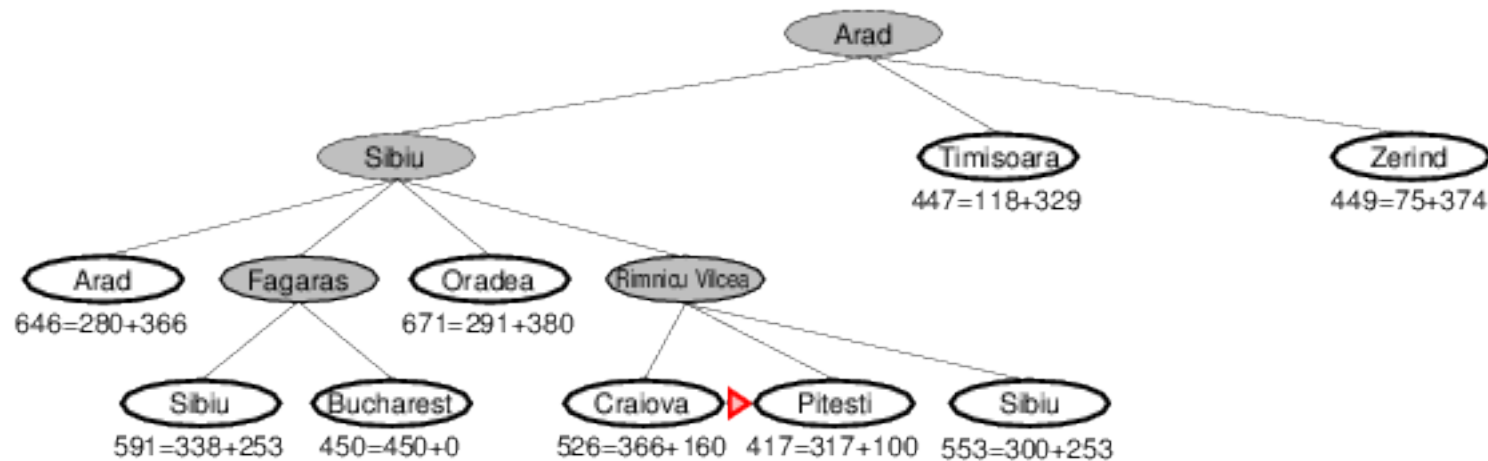 Arad
Sibiu
Timisoara
Zerind
447=118+329
449=75+374
Arad
Fagaras
Oradea
Rimnicu Vilcea
646=280+366
671=291+380
Sibiu
Bucharest
Craiova
Pitesti
Sibiu
591=338+253
450=450+0
526=366+160
417=317+100
553=300+253